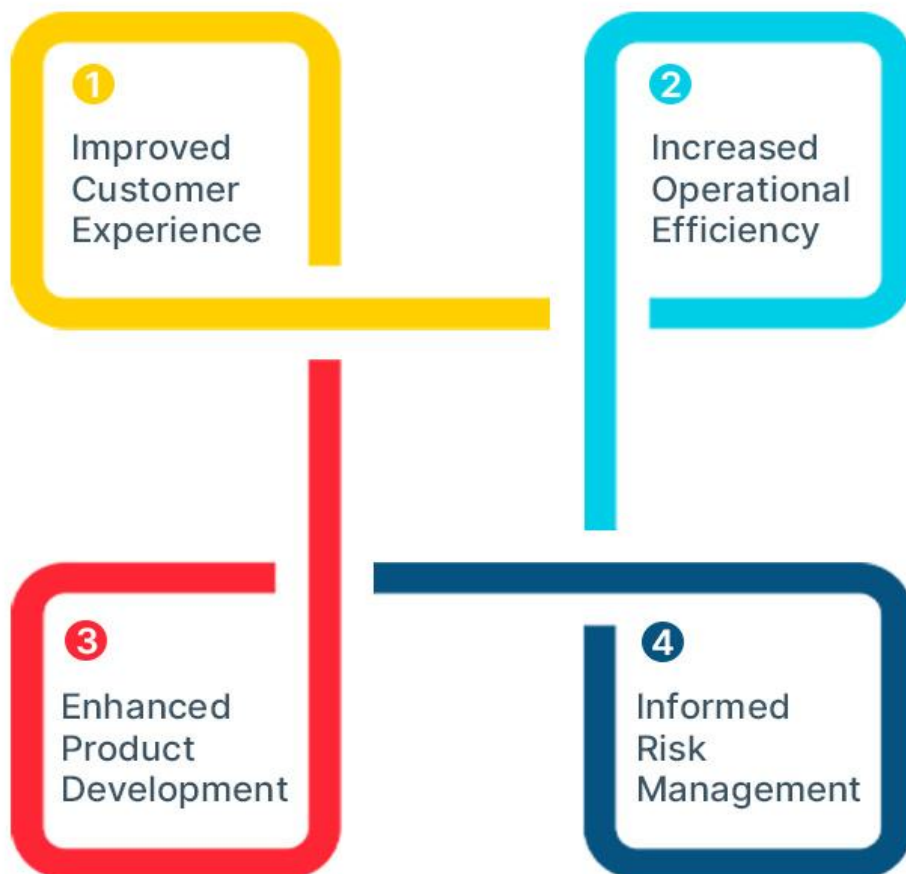 1
Improved
Customer
Experience
2
Increased
Operational
Efficiency
3
Enhanced
Product
Development
4
Informed
Risk
Management